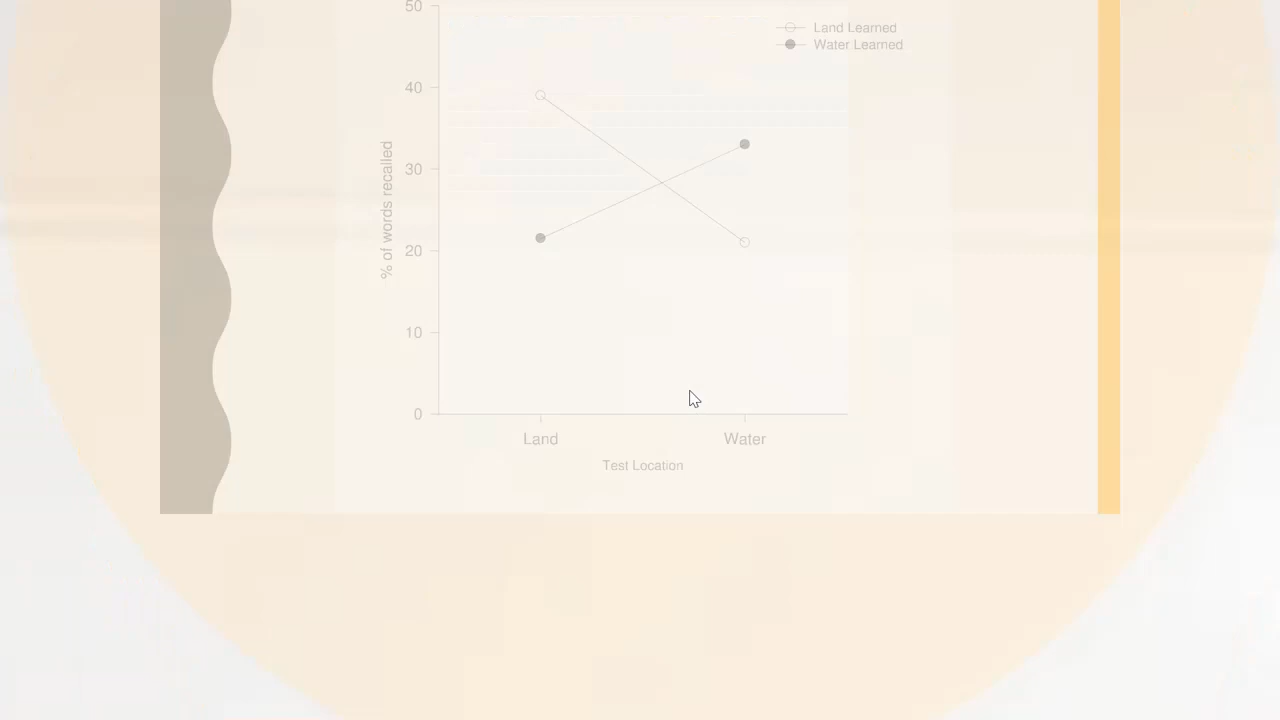 50
Land Learned
Water Learned
40
30
20
10
0
% of words recalled
Land
Water
Test Location